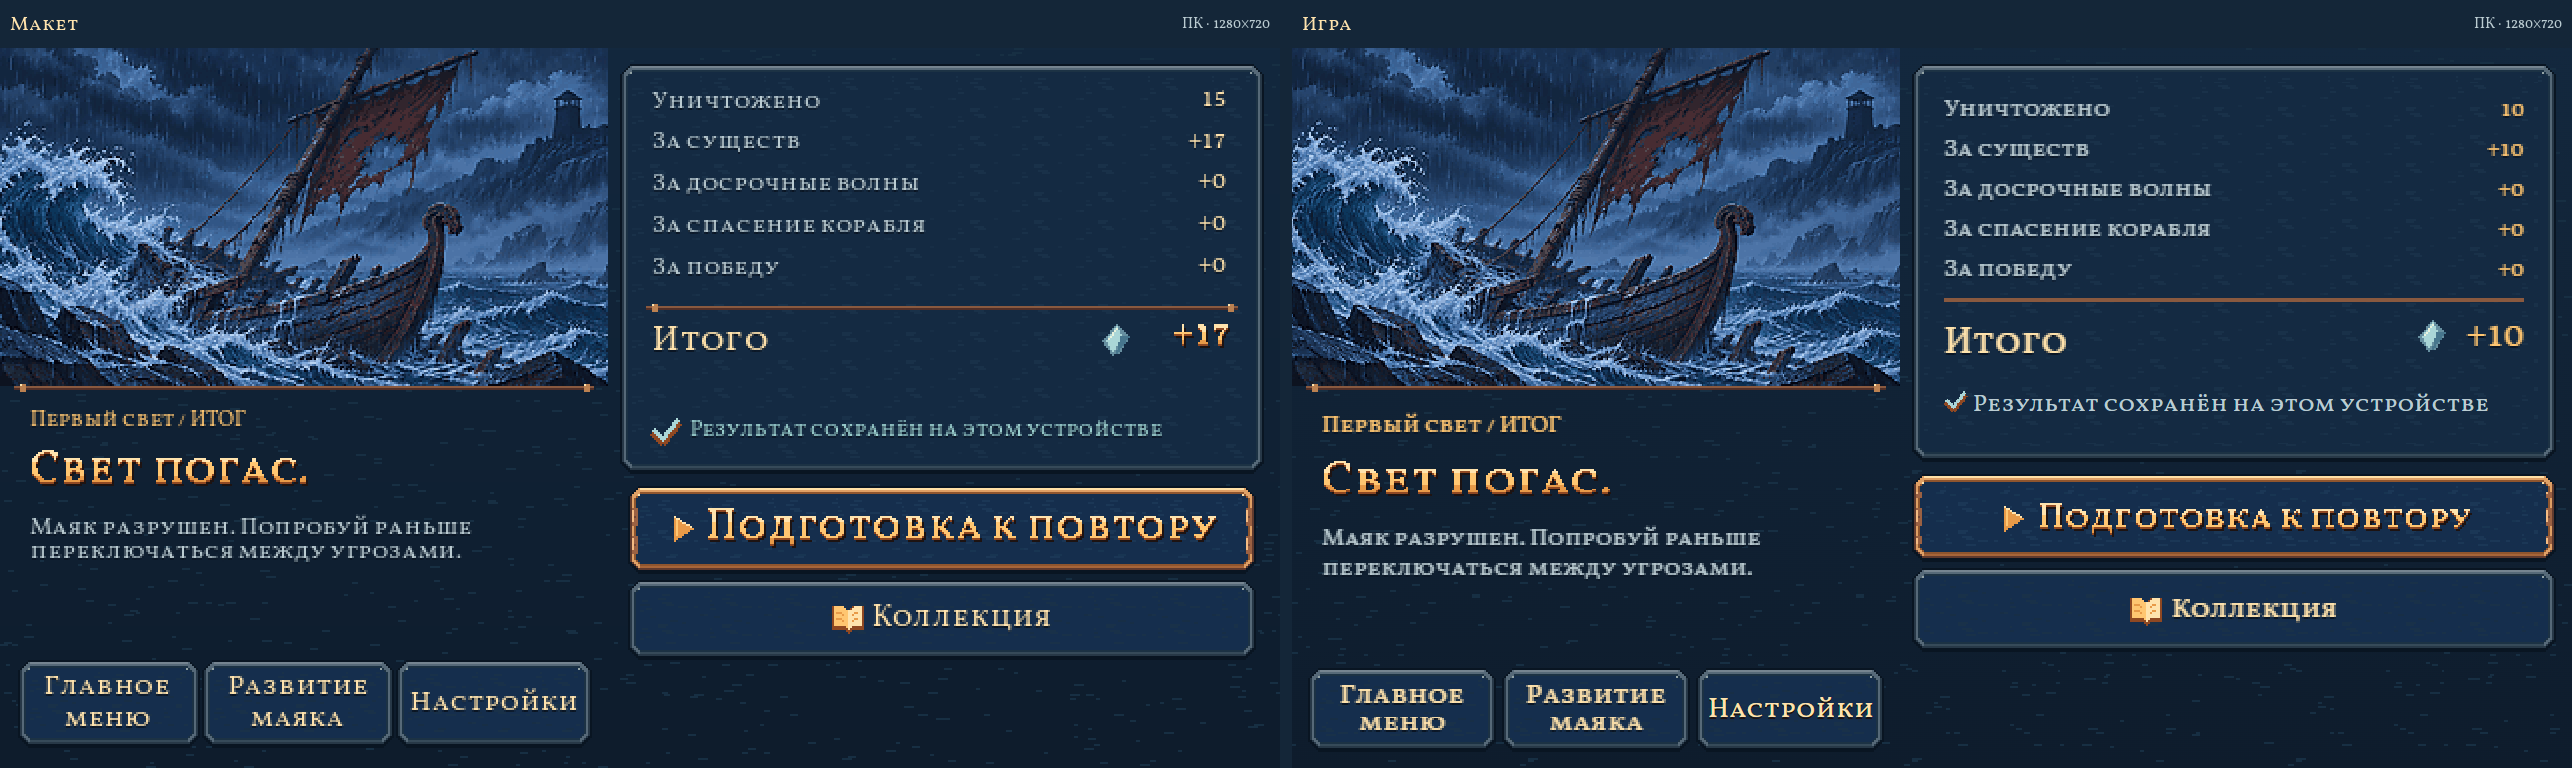 Макет
ПК · 1280×720
Уничтожено 15
За существ +17
За досрочные волны +0
За спасение корабля +0
За победу +0
Итого +17
Результат сохранён на этом устройстве
Первый свет / ИТОГ
Свет погас.
Маяк разрушен. Попробуй раньше
переключаться между угрозами.
Подготовка к повтору
Коллекция
Главное
меню
Развитие
маяка
Настройки
Игра
ПК · 1280×720
Уничтожено 10
За существ +10
За досрочные волны +0
За спасение корабля +0
За победу +0
Итого +10
Результат сохранён на этом устройстве
Первый свет / ИТОГ
Свет погас.
Маяк разрушен. Попробуй раньше
переключаться между угрозами.
Подготовка к повтору
Коллекция
Главное
меню
Развитие
маяка
Настройки